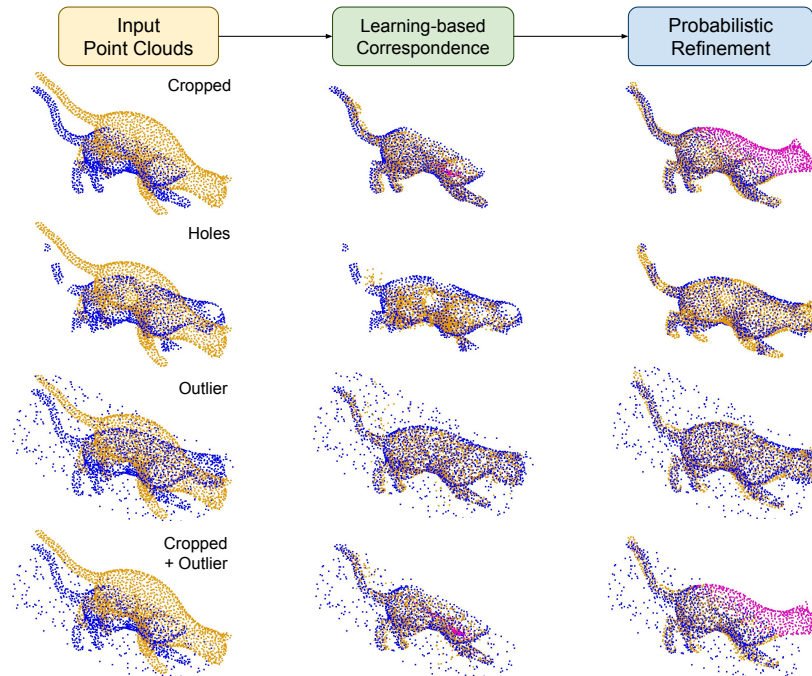 Input
Point Clouds
Learning-based
Correspondence
Probabilistic
Refinement
Cropped
Holes
Outlier
Cropped
+ Outlier